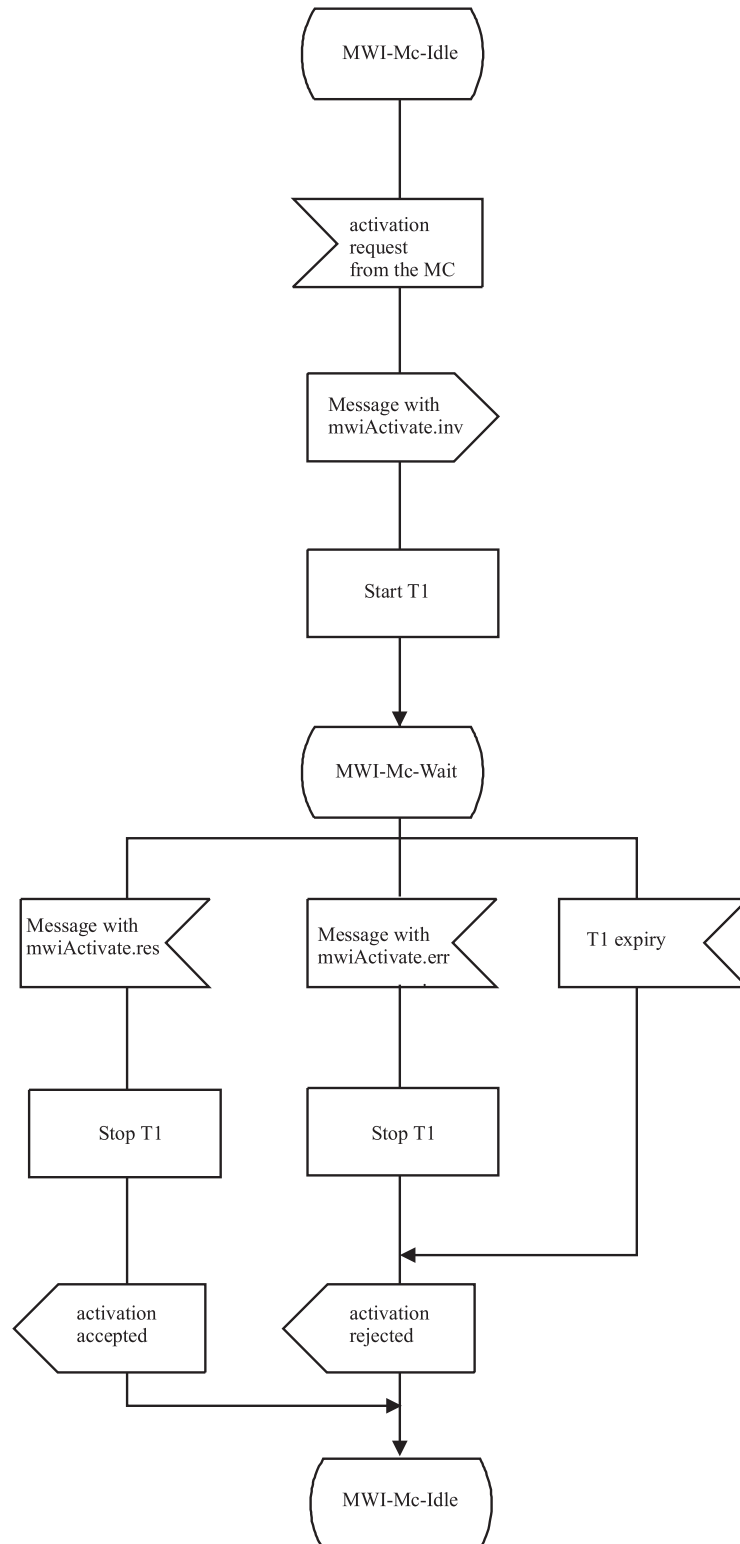 MWI-Mc-Idle
activation
request
from the MC
Message with
mwiActivate.inv
Start T1
MWI-Mc-Wait
Message with
mwiActivate.res
Message with
mwiActivate.err
T1 expiry
Stop T1
Stop T1
activation
accepted
activation
rejected
MWI-Mc-Idle